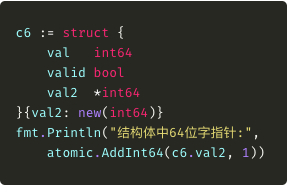 c6 := struct {
    val   int64
    valid bool
    val2  *int64
}{val2: new(int64)}
fmt.Println("结构体中64位字指针:",
    atomic.AddInt64(c6.val2, 1))